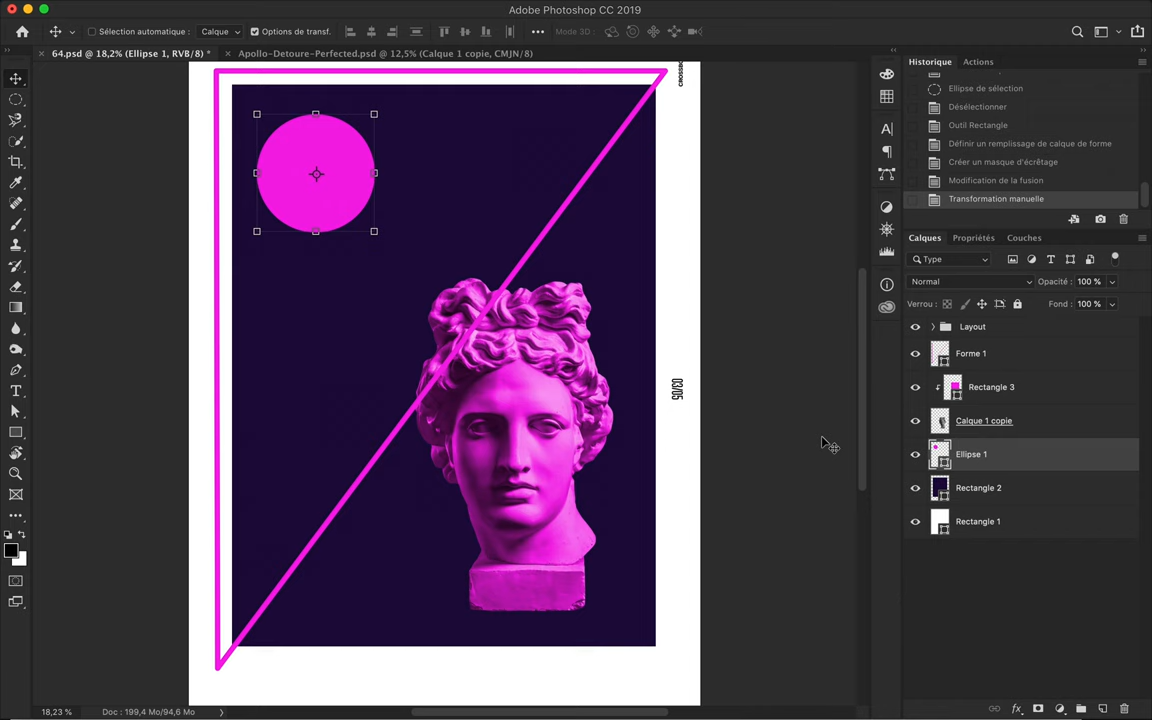 Adobe Photoshop CC 2019
Sélection automatique :
Calque
Options de transf.
Mode 3D :
64.psd @ 18,2% (Ellipse 1, RVB/8) *
Apollo-Detoure-Perfected.psd @ 12,5% (Calque 1 copie, CMJN/8)
Historique
Actions
Ellipse de sélection
Désélectionner
Outil Rectangle
Définir un remplissage de calque de forme
Créer un masque d'écrêtage
Modification de la fusion
Transformation manuelle
Calques
Propriétés
Couches
Type
Normal
Opacité : 100 %
Verrou :
Fond : 100 %
Layout
Forme 1
Rectangle 3
Calque 1 copie
Ellipse 1
Rectangle 2
Rectangle 1
03/05
18,23 %
Doc : 199,4 Mo/94,6 Mo